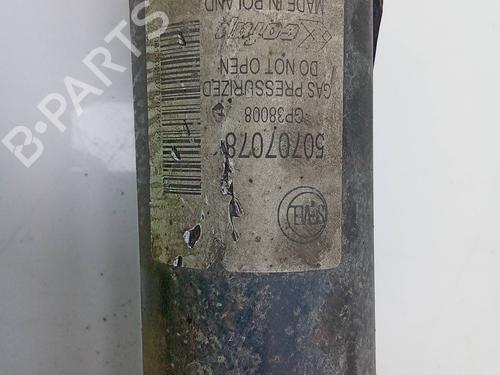 MADE IN POLAND
GAS PRESSURIZED
DO NOT OPEN
GP38008
50707078
B-Parts